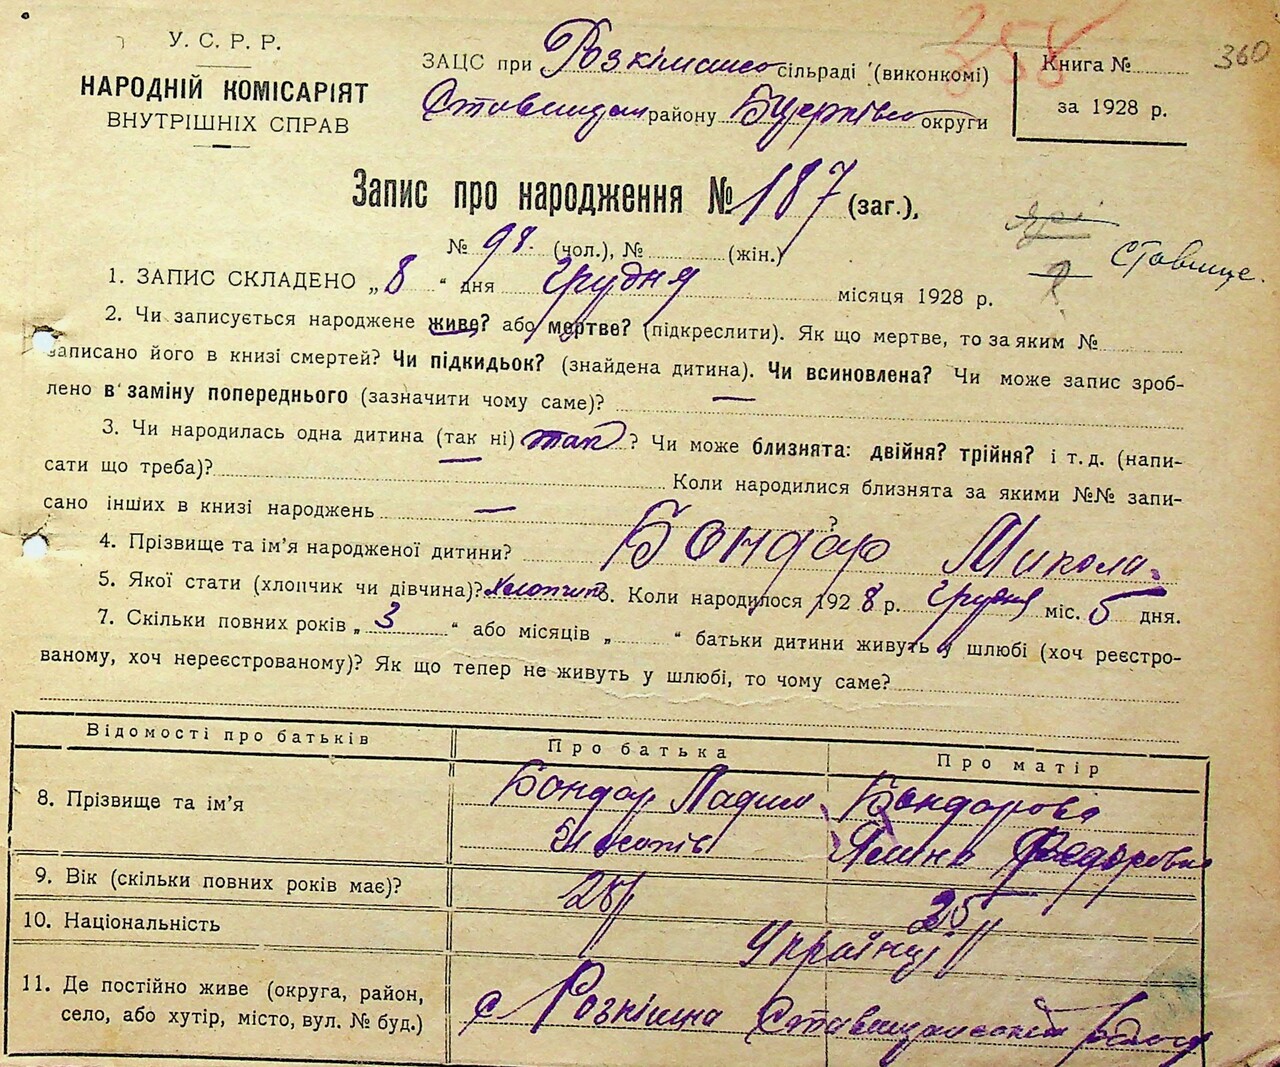 У. С. Р. Р.
НАРОДНІЙ КОМІСАРІЯТ
ВНУТРІШНІХ СПРАВ
ЗАЦС при сільраді (виконкомі)
району округи
358
360
Книга №
за 1928 р.
Запис про народження № 187 (заг.),
№ 98. (чол.), № (жін.)
Ставище.
1. ЗАПИС СКЛАДЕНО „8“ дня грудня місяця 1928 р.
2. Чи записується народжене живе? або мертве? (підкреслити). Як що мертве, то за яким №
записано його в книзі смертей? Чи підкидьок? (знайдена дитина). Чи всиновлена? Чи може запис зроб-
лено в заміну попереднього (зазначити чому саме)? —
3. Чи народилась одна дитина (так ні) так? Чи може близнята: двійня? трійня? і т. д. (напи-
сати що треба)? — Коли народилися близнята за якими №№ запи-
сано інших в книзі народжень — ?
4. Прізвище та ім'я народженої дитини? Бондар Микола
5. Якої статі (хлопчик чи дівчина)? хлопчик 6. Коли народилося 1928 р. грудня міс. 5 дня.
7. Скільки повних років „3“ або місяців „ “ батьки дитини живуть у шлюбі (хоч реєстро-
ваному, хоч нереєстрованому)? Як що тепер не живуть у шлюбі, то чому саме?
Відомості про батьків Про батька Про матір
8. Прізвище та ім'я Бондар Бондарова
Федоровна
9. Вік (скільки повних років має)? 28 25
10. Національність Українці
11. Де постійно живе (округа, район,
село, або хутір, місто, вул. № буд.) с Розкішна